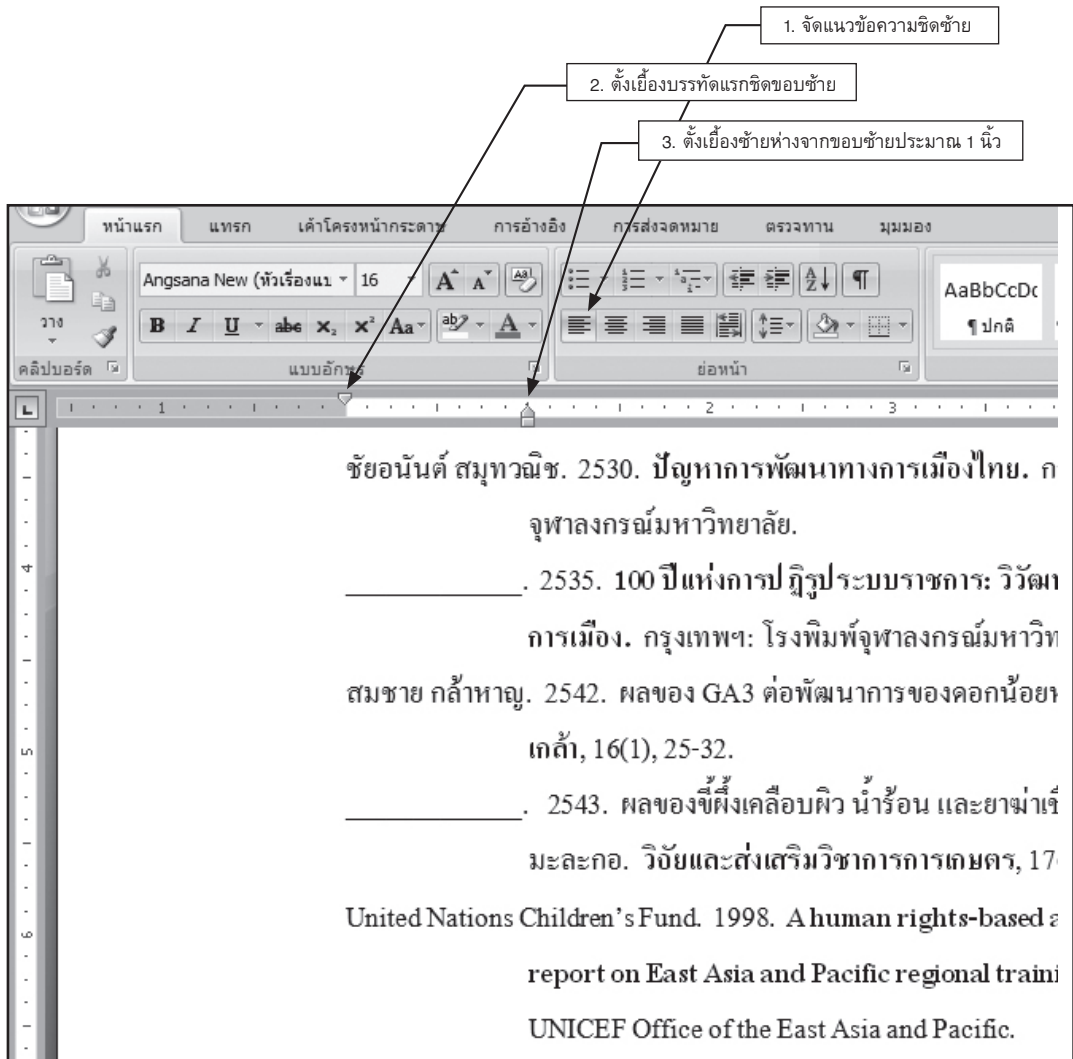 1. จัดแนวข้อความชิดซ้าย
2. ตั้งเยื้องบรรทัดแรกชิดขอบซ้าย
3. ตั้งเยื้องซ้ายห่างจากขอบซ้ายประมาณ 1 นิ้ว
หน้าแรก แทรก เค้าโครงหน้ากระดาษ การอ้างอิง การส่งจดหมาย ตรวจทาน มุมมอง
Angsana New (หัวเรื่องแบ 16 AaBbCcDc
วาง B I U abe X₂ X² Aa ab A ¶ ปกติ
คลิปบอร์ด แบบอักษร ย่อหน้า
1 2 3
ชัยอนันต์ สมุทวณิช. 2530. ปัญหาการพัฒนาทางการเมืองไทย. ก
จุฬาลงกรณ์มหาวิทยาลัย.
4
____________. 2535. 100 ปีแห่งการปฏิรูประบบราชการ: วิวัฒน
การเมือง. กรุงเทพฯ: โรงพิมพ์จุฬาลงกรณ์มหาวิท
สมชาย กล้าหาญ. 2542. ผลของ GA3 ต่อพัฒนาการของดอกน้อยห
5
เกล้า, 16(1), 25-32.
____________. 2543. ผลของขี้ผึ้งเคลือบผิว น้ำร้อน และยาฆ่าเชื
มะละกอ. วิจัยและส่งเสริมวิชาการการเกษตร, 17
United Nations Children's Fund. 1998. A human rights-based a
6
report on East Asia and Pacific regional traini
UNICEF Office of the East Asia and Pacific.